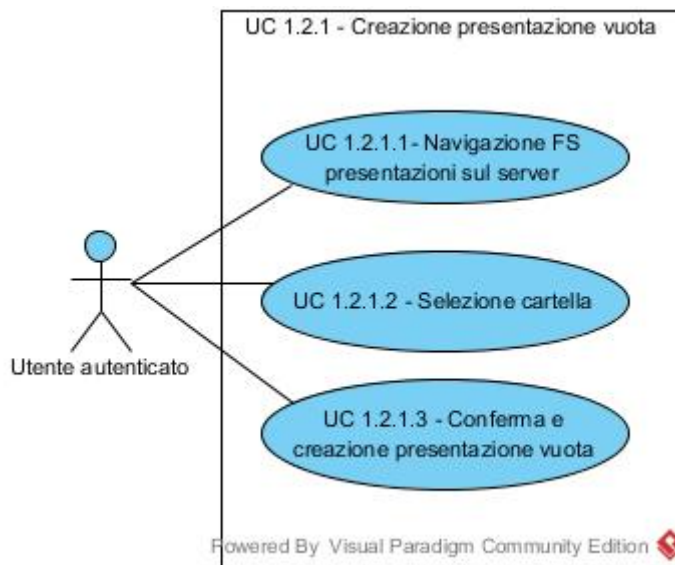 UC 1.2.1 - Creazione presentazione vuota
UC 1.2.1.1- Navigazione FS
presentazioni sul server
UC 1.2.1.2 - Selezione cartella
Utente autenticato
UC 1.2.1.3 - Conferma e
creazione presentazione vuota
Powered By Visual Paradigm Community Edition